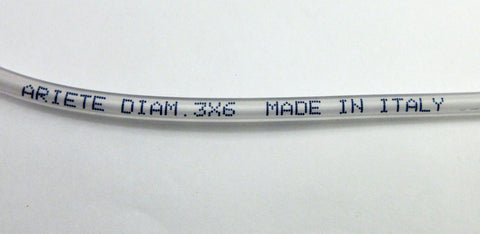 ARIETE DIAM.3X6 MADE IN ITALY